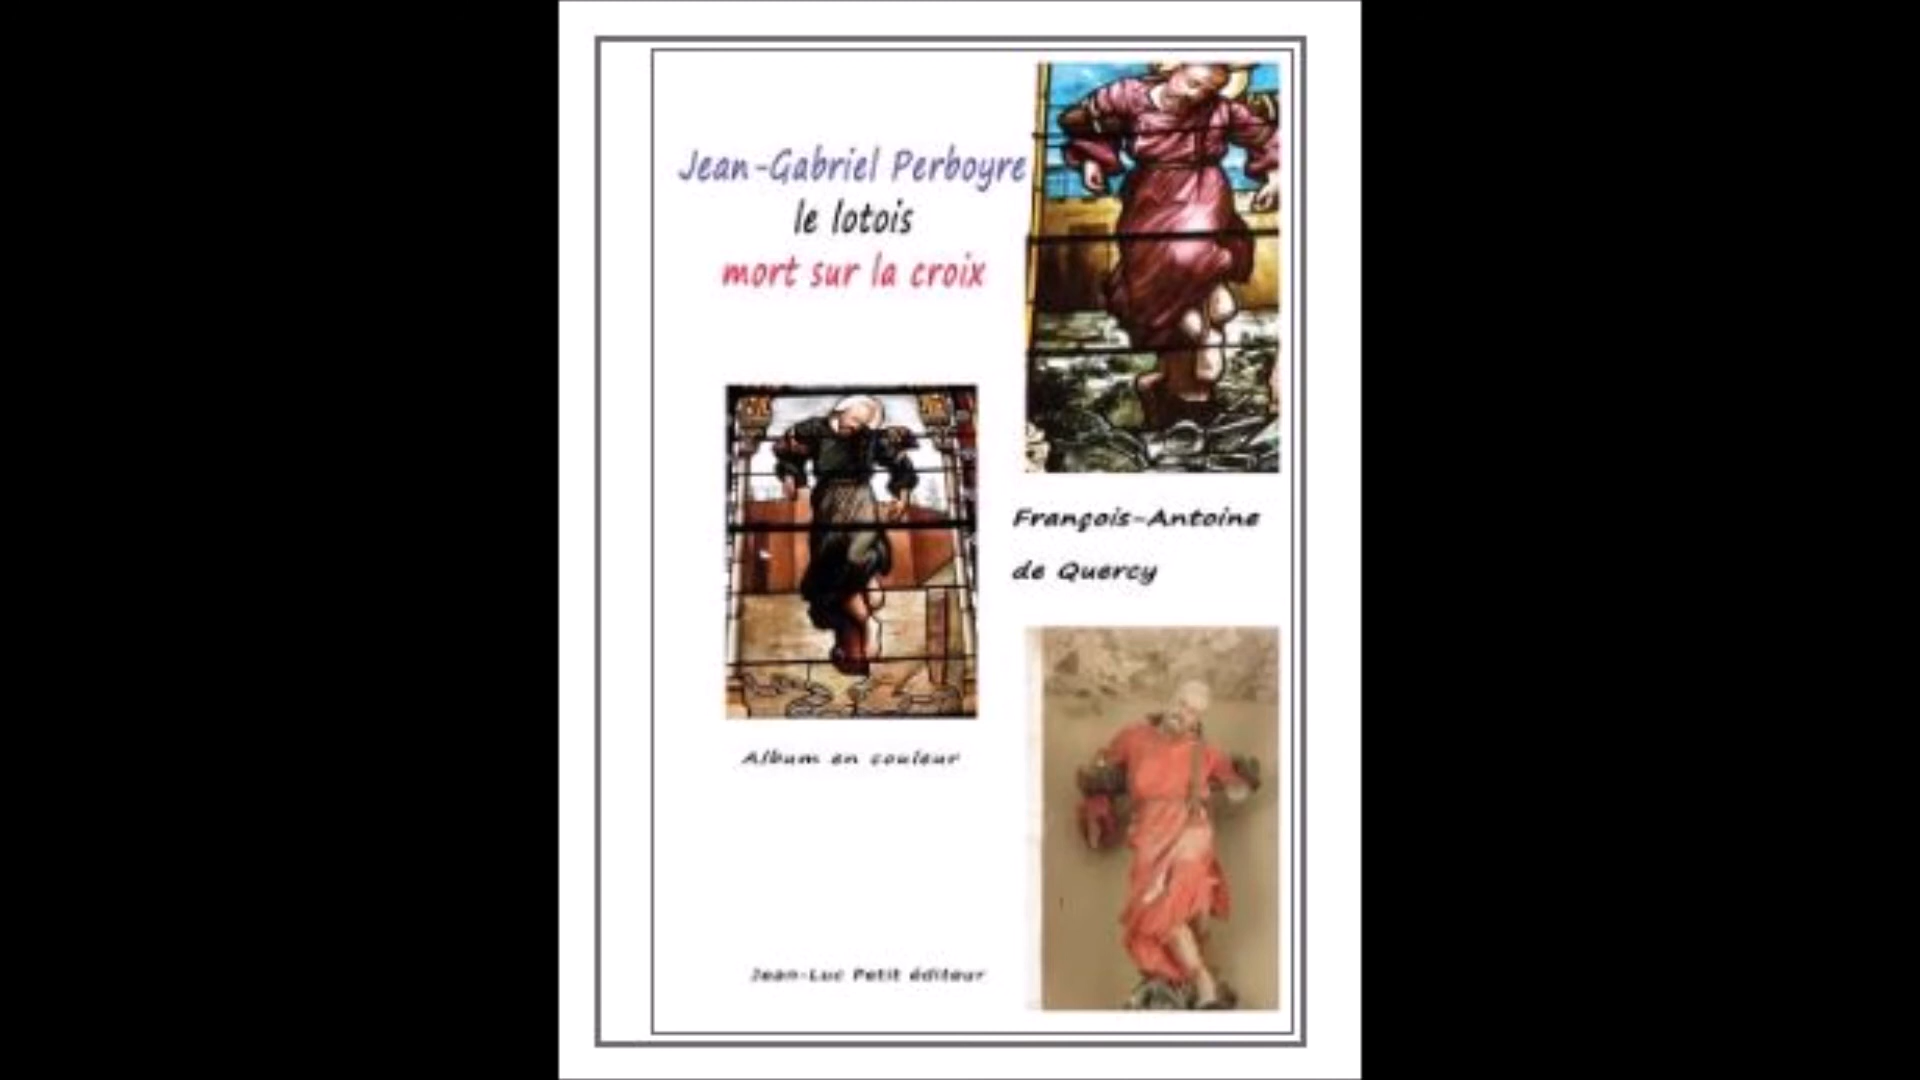 Jean-Gabriel Perboyre
le lotois
mort sur la croix
François-Antoine
de Quercy
Album en couleur
Jean-Luc Petit éditeur